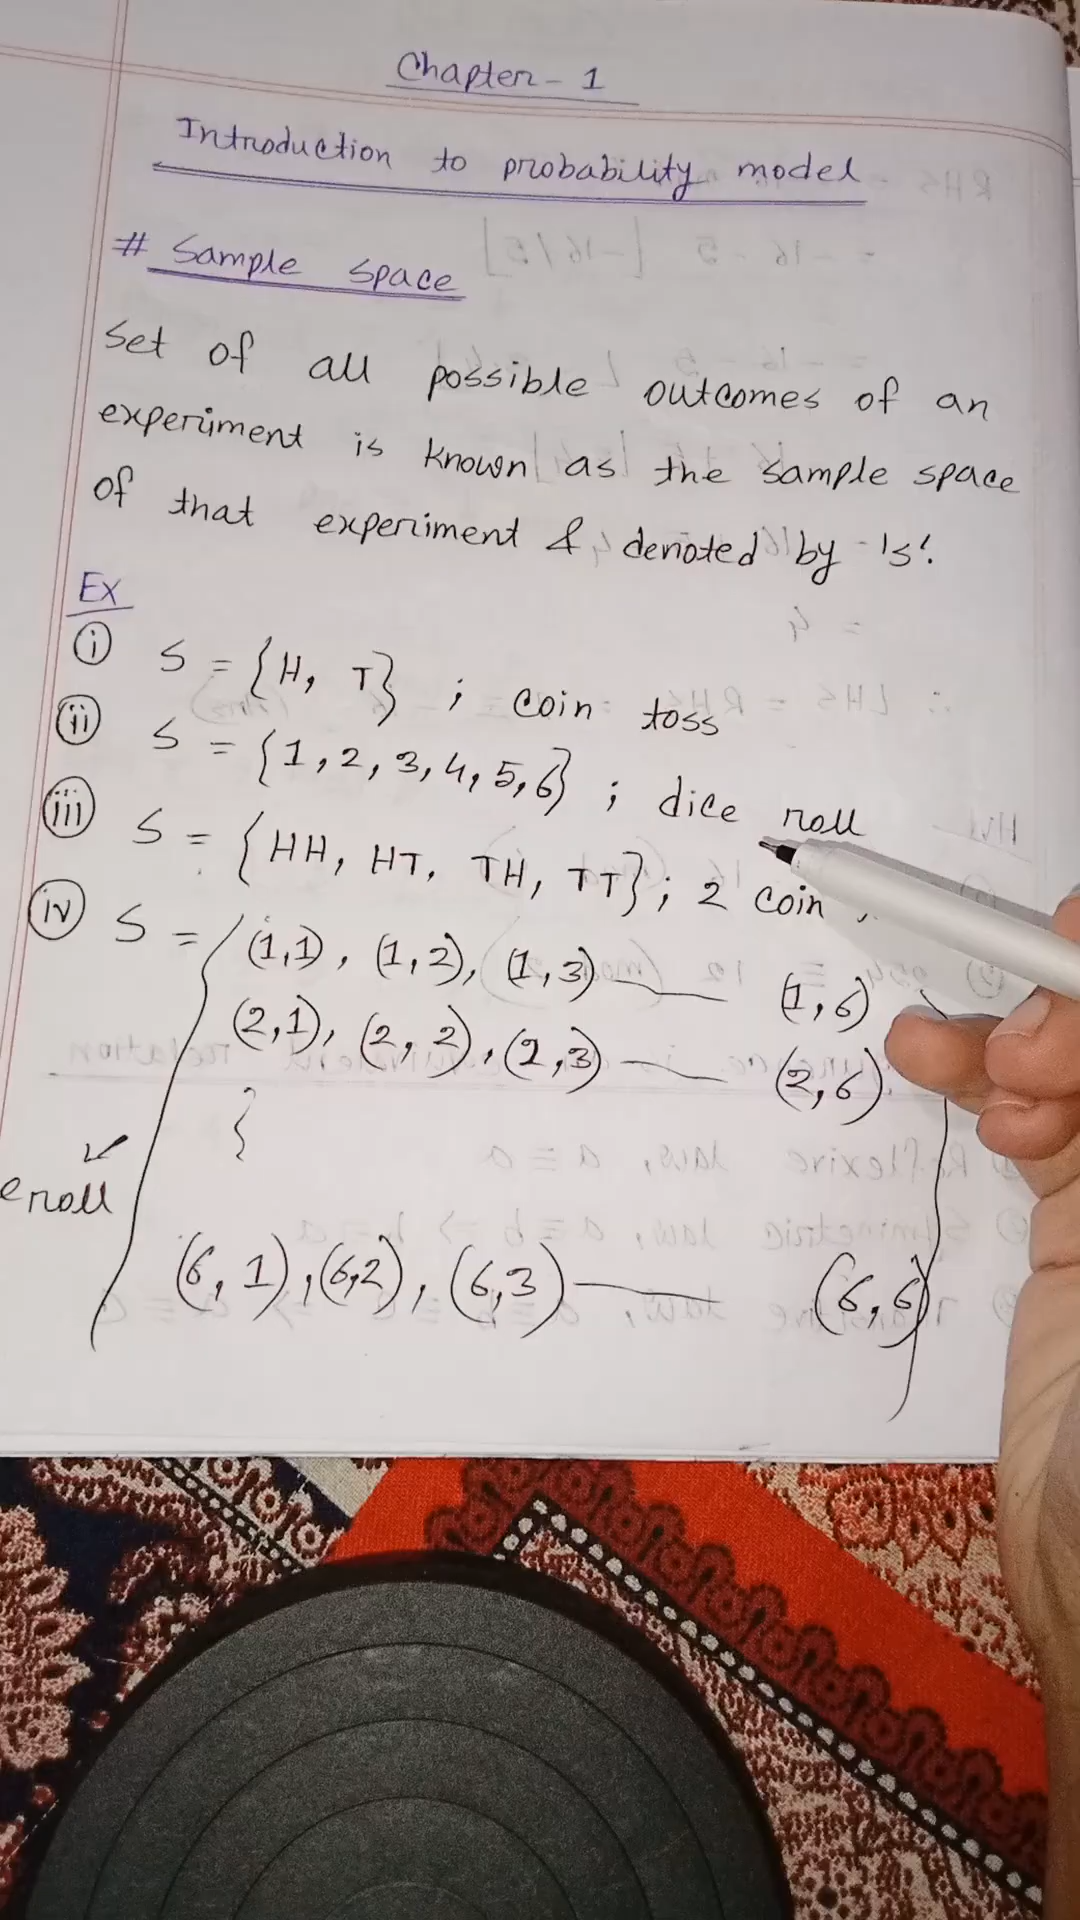 Chapter - 1
Introduction to probability model
# Sample space
Set of all possible outcomes of an
experiment is known as the sample space
of that experiment & denoted by 's'.
Ex
(i) S = {H, T} ; coin toss
(ii) S = {1, 2, 3, 4, 5, 6} ; dice roll
(iii) S = {HH, HT, TH, TT} ; 2 coin
(iv) S = { (1,1), (1,2), (1,3) — (1,6)
(2,1), (2, 2), (2,3) — (2,6)
e roll
(6, 1), (6,2), (6,3) — (6,6)